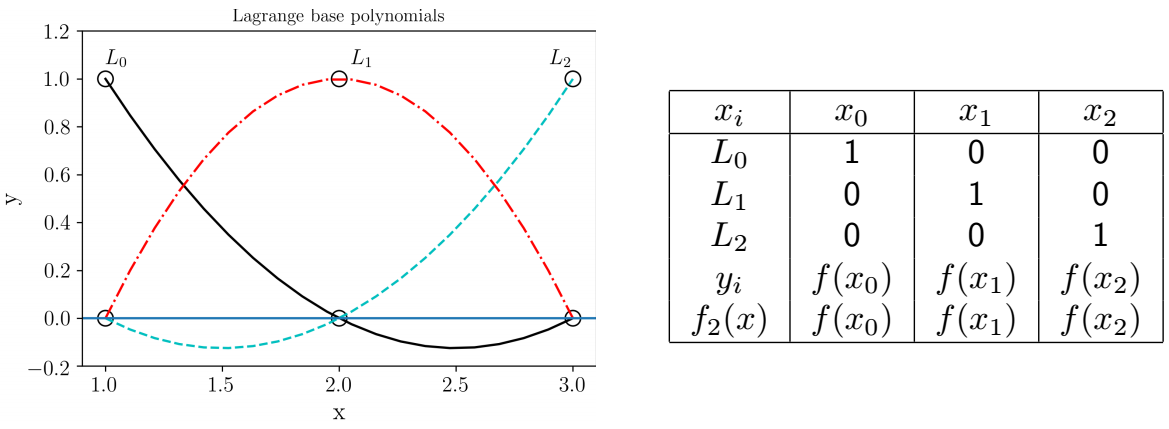 Lagrange base polynomials
1.2
1.0
0.8
0.6
0.4
0.2
0.0
−0.2
y
L₀
L₁
L₂
1.0 1.5 2.0 2.5 3.0
x
xᵢ x₀ x₁ x₂
L₀ 1 0 0
L₁ 0 1 0
L₂ 0 0 1
yᵢ f(x₀) f(x₁) f(x₂)
f₂(x) f(x₀) f(x₁) f(x₂)